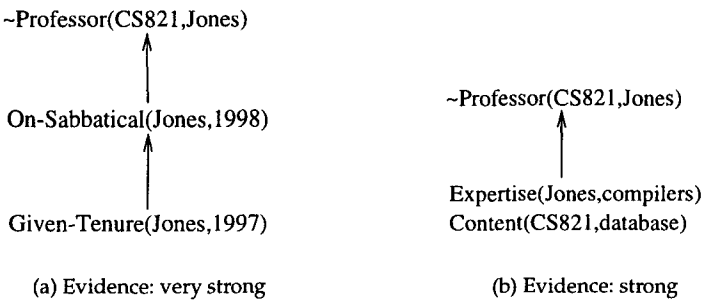 ~Professor(CS821,Jones)
On-Sabbatical(Jones,1998)
Given-Tenure(Jones,1997)
(a) Evidence: very strong
~Professor(CS821,Jones)
Expertise(Jones,compilers)
Content(CS821,database)
(b) Evidence: strong